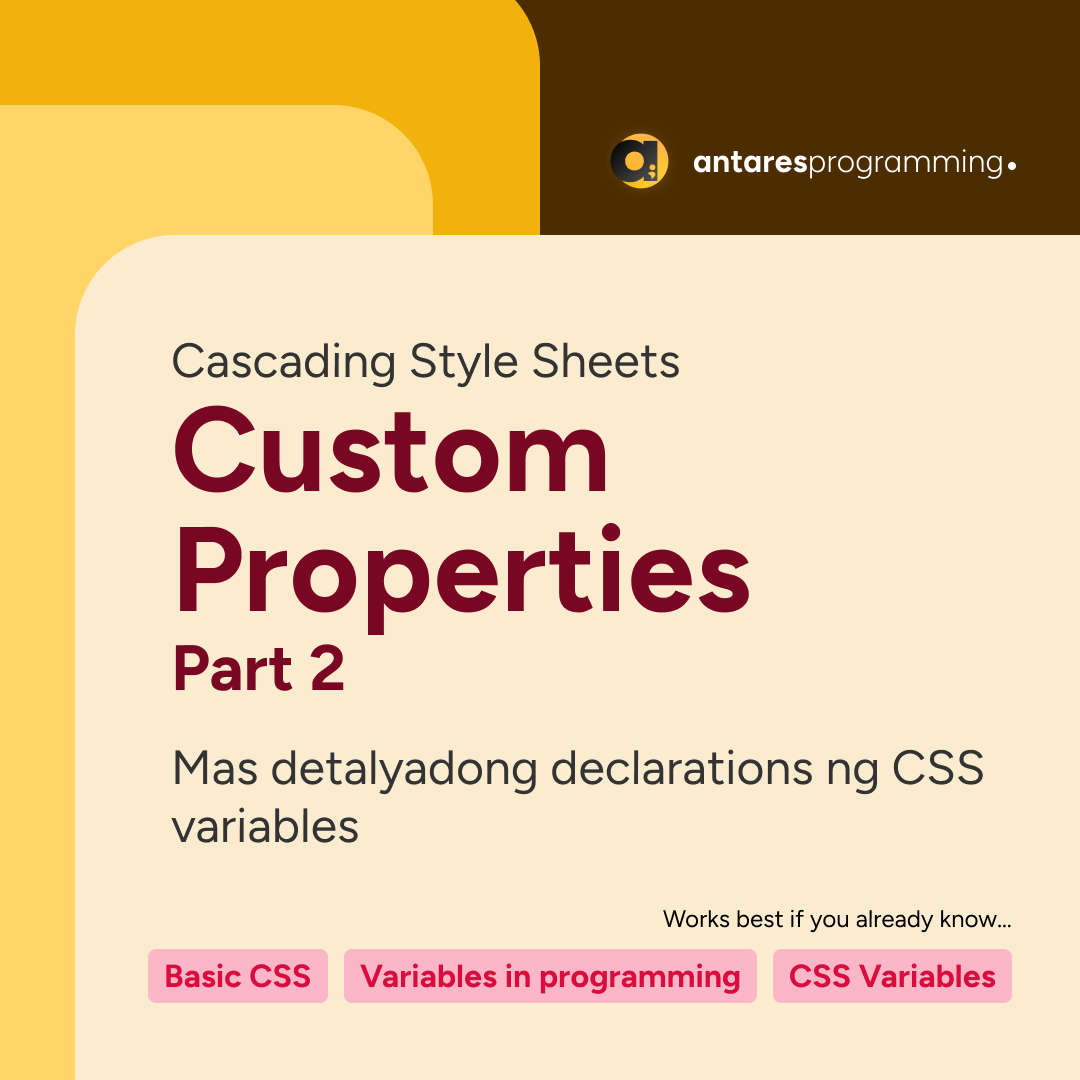 antaresprogramming.
Cascading Style Sheets
Custom
Properties
Part 2
Mas detalyadong declarations ng CSS
variables
Works best if you already know...
Basic CSS
Variables in programming
CSS Variables